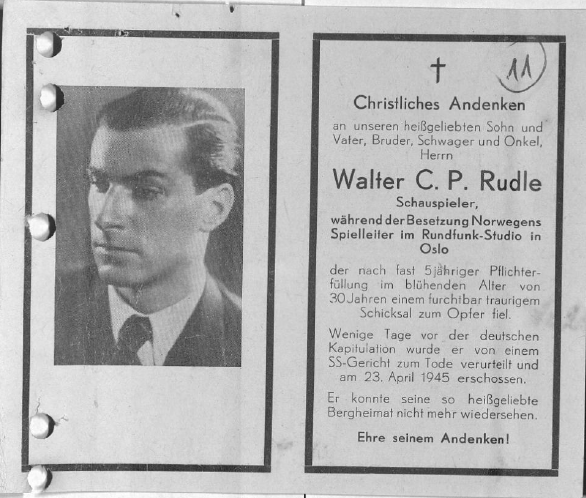 11
Christliches Andenken
an unseren heißgeliebten Sohn und
Vater, Bruder, Schwager und Onkel,
Herrn
Walter C. P. Rudle
Schauspieler,
während der Besetzung Norwegens
Spielleiter im Rundfunk-Studio in
Oslo
der nach fast 5jähriger Pflichter-
füllung im blühenden Alter von
30 Jahren einem furchtbar traurigem
Schicksal zum Opfer fiel.
Wenige Tage vor der deutschen
Kapitulation wurde er von einem
SS-Gericht zum Tode verurteilt und
am 23. April 1945 erschossen.
Er konnte seine so heißgeliebte
Bergheimat nicht mehr wiedersehen.
Ehre seinem Andenken!